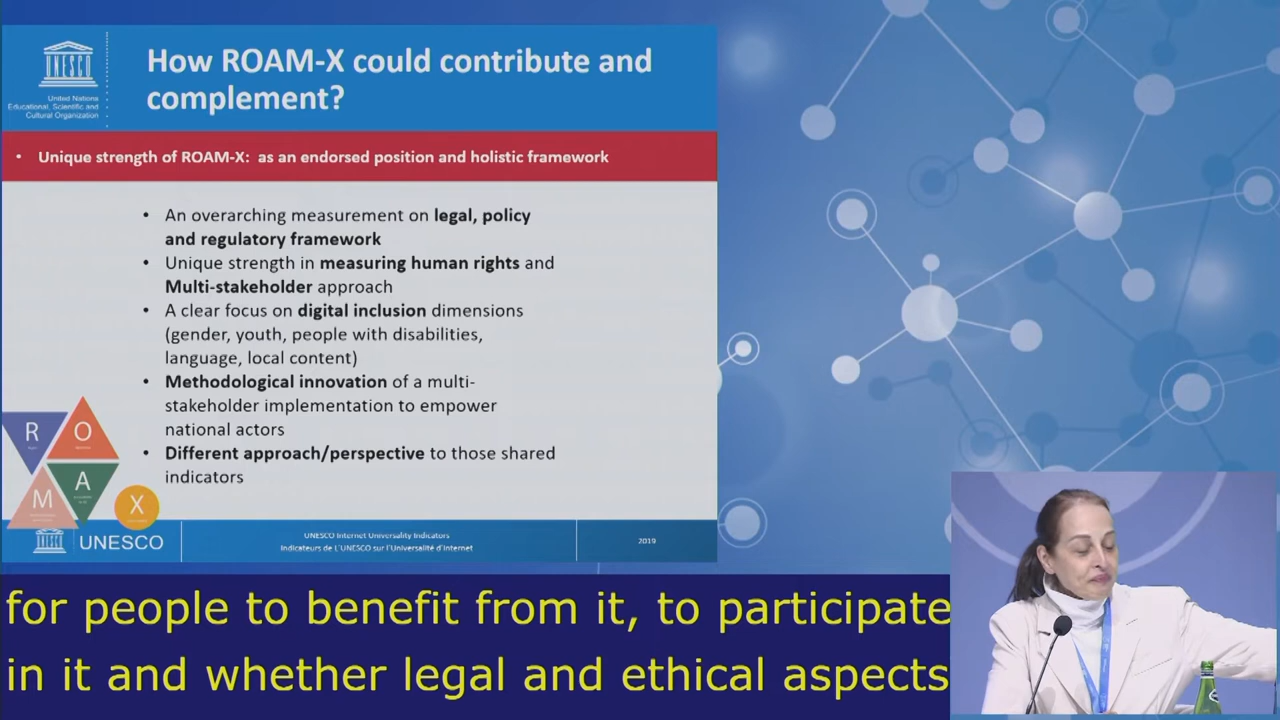 UNESCO
United Nations
Educational, Scientific and
Cultural Organization
How ROAM-X could contribute and
complement?
• Unique strength of ROAM-X: as an endorsed position and holistic framework
• An overarching measurement on legal, policy
and regulatory framework
• Unique strength in measuring human rights and
Multi-stakeholder approach
• A clear focus on digital inclusion dimensions
(gender, youth, people with disabilities,
language, local content)
• Methodological innovation of a multi-
stakeholder implementation to empower
national actors
• Different approach/perspective to those shared
indicators
R
O
A
M
X
UNESCO
UNESCO Internet Universality Indicators
Indicateurs de L'UNESCO sur l'Universalité d'Internet
2019
for people to benefit from it, to participate
in it and whether legal and ethical aspects